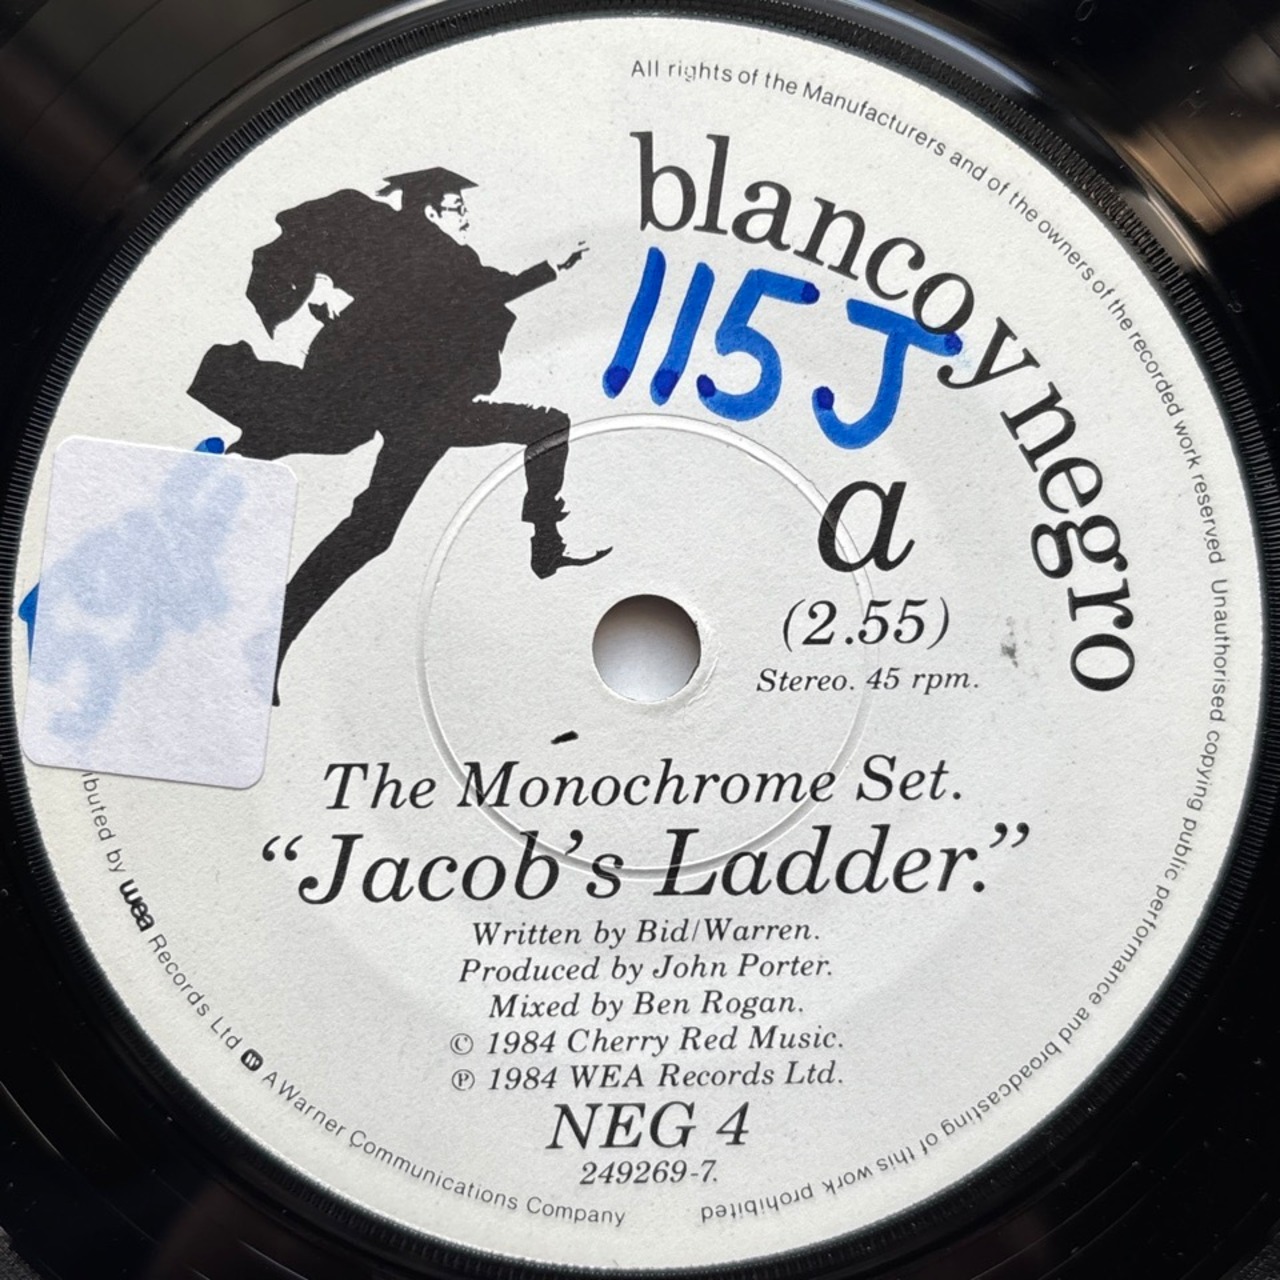 All rights of the Manufacturers and of the owners of the recorded work reserved Unauthorised copying public performance and broadcasting of this work prohibited
blanco y negro
115J
a
(2.55)
Stereo. 45 rpm.
The Monochrome Set.
“Jacob’s Ladder.”
Written by Bid/Warren.
Produced by John Porter.
Mixed by Ben Rogan.
© 1984 Cherry Red Music.
℗ 1984 WEA Records Ltd.
NEG 4
249269-7.
by wea Records Ltd A Warner Communications Company